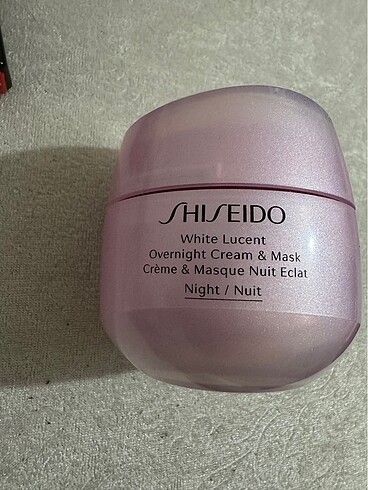 SHISEIDO
White Lucent
Overnight Cream & Mask
Crème & Masque Nuit Eclat
Night / Nuit